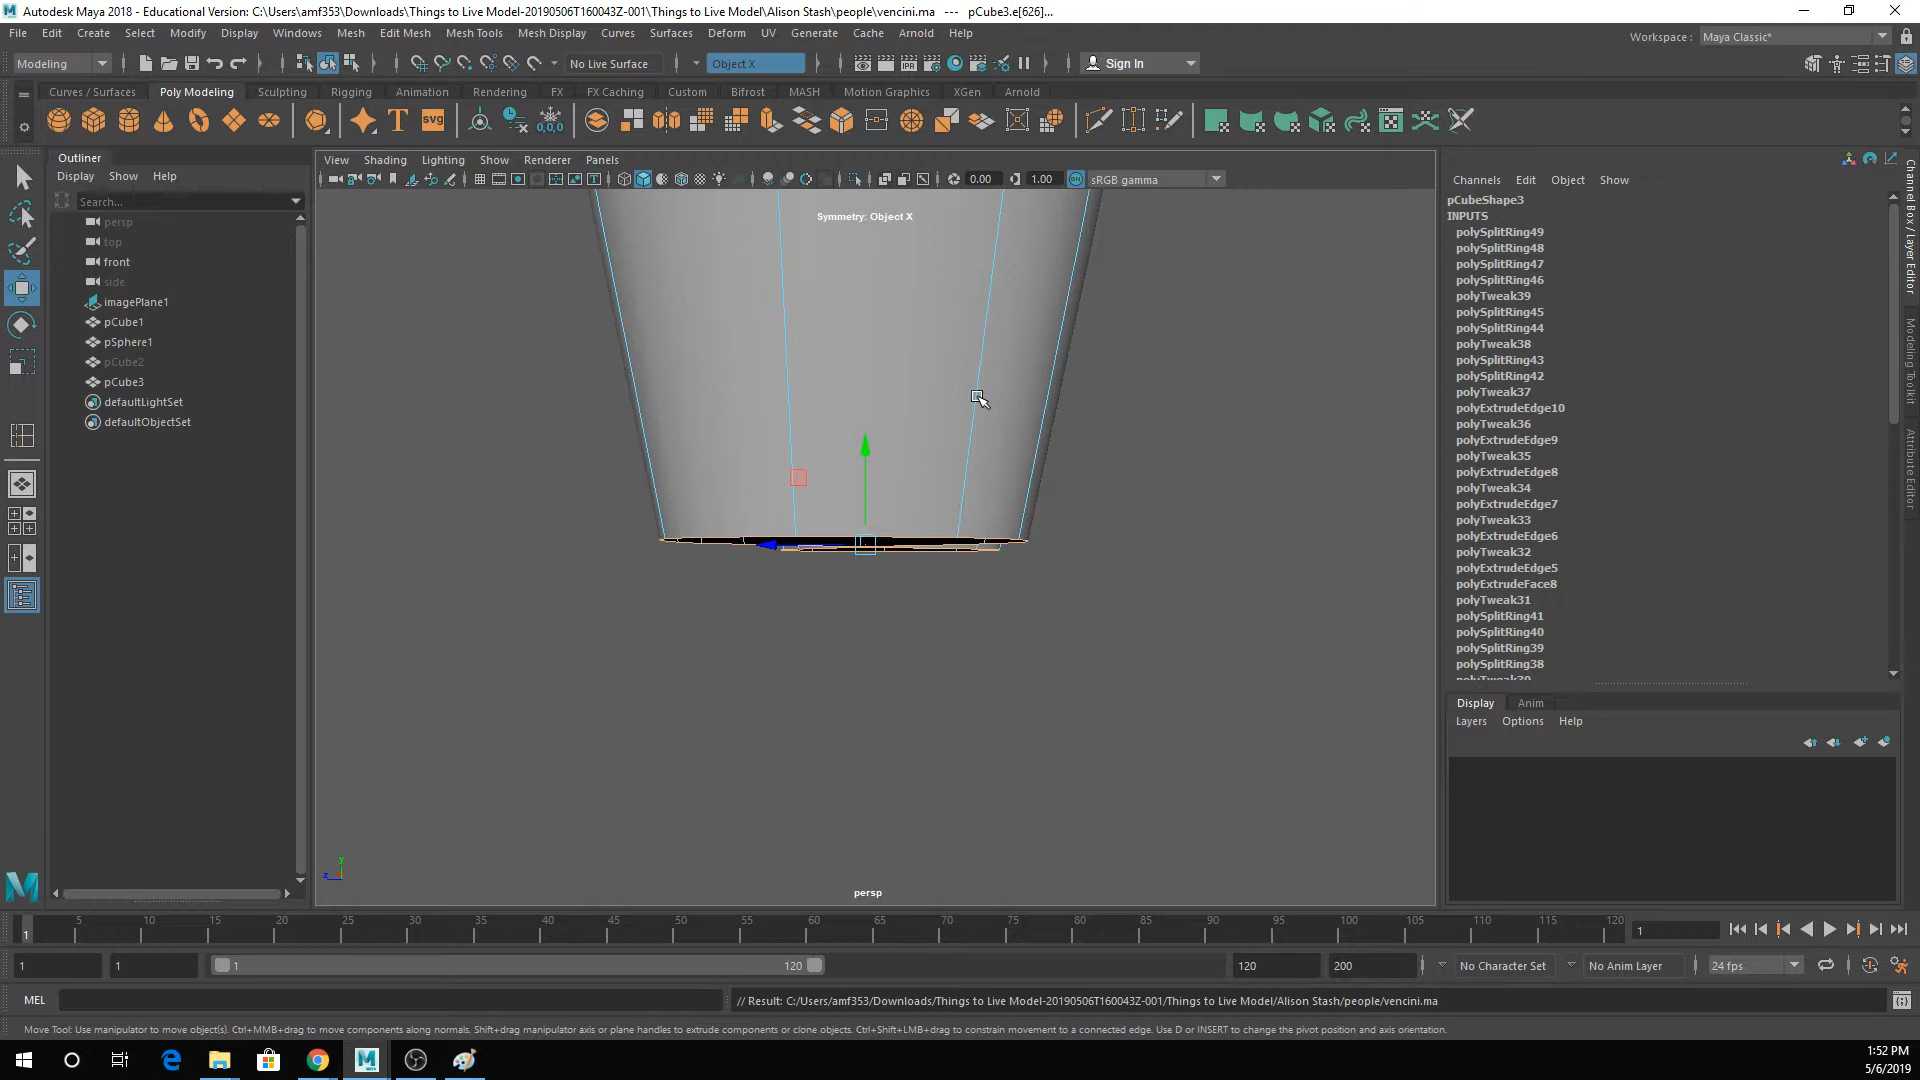 Autodesk Maya 2018 - Educational Version: C:\Users\amf353\Downloads\Things to Live Model-20190506T160043Z-001\Things to Live Model\Alison Stash\people\vencini.ma --- pCube3.e[626]...
File Edit Create Select Modify Display Windows Mesh Edit Mesh Mesh Tools Mesh Display Curves Surfaces Deform UV Generate Cache Arnold Help
Workspace : Maya Classic*
Modeling No Live Surface Object X Sign In
Curves / Surfaces Poly Modeling Sculpting Rigging Animation Rendering FX FX Caching Custom Bifrost MASH Motion Graphics XGen Arnold
T svg 0,0,0
Outliner
Display Show Help
Search...
persp
top
front
side
imagePlane1
pCube1
pSphere1
pCube2
pCube3
defaultLightSet
defaultObjectSet
View Shading Lighting Show Renderer Panels
0.00 1.00 sRGB gamma
Symmetry: Object X
y
z
persp
Channels Edit Object Show
pCubeShape3
INPUTS
polySplitRing49
polySplitRing48
polySplitRing47
polySplitRing46
polyTweak39
polySplitRing45
polySplitRing44
polyTweak38
polySplitRing43
polySplitRing42
polyTweak37
polyExtrudeEdge10
polyTweak36
polyExtrudeEdge9
polyTweak35
polyExtrudeEdge8
polyTweak34
polyExtrudeEdge7
polyTweak33
polyExtrudeEdge6
polyTweak32
polyExtrudeEdge5
polyExtrudeFace8
polyTweak31
polySplitRing41
polySplitRing40
polySplitRing39
polySplitRing38
Channel Box / Layer Editor
Modeling Toolkit
Attribute Editor
Display Anim
Layers Options Help
5 10 15 20 25 30 35 40 45 50 55 60 65 70 75 80 85 90 95 100 105 110 115 120
1 1
1 1 1 120 120 200 No Character Set No Anim Layer 24 fps
MEL // Result: C:/Users/amf353/Downloads/Things to Live Model-20190506T160043Z-001/Things to Live Model/Alison Stash/people/vencini.ma
Move Tool: Use manipulator to move object(s). Ctrl+MMB+drag to move components along normals. Shift+drag manipulator axis or plane handles to extrude components or clone objects. Ctrl+Shift+LMB+drag to constrain movement to a connected edge. Use D or INSERT to change the pivot position and axis orientation.
1:52 PM
5/6/2019